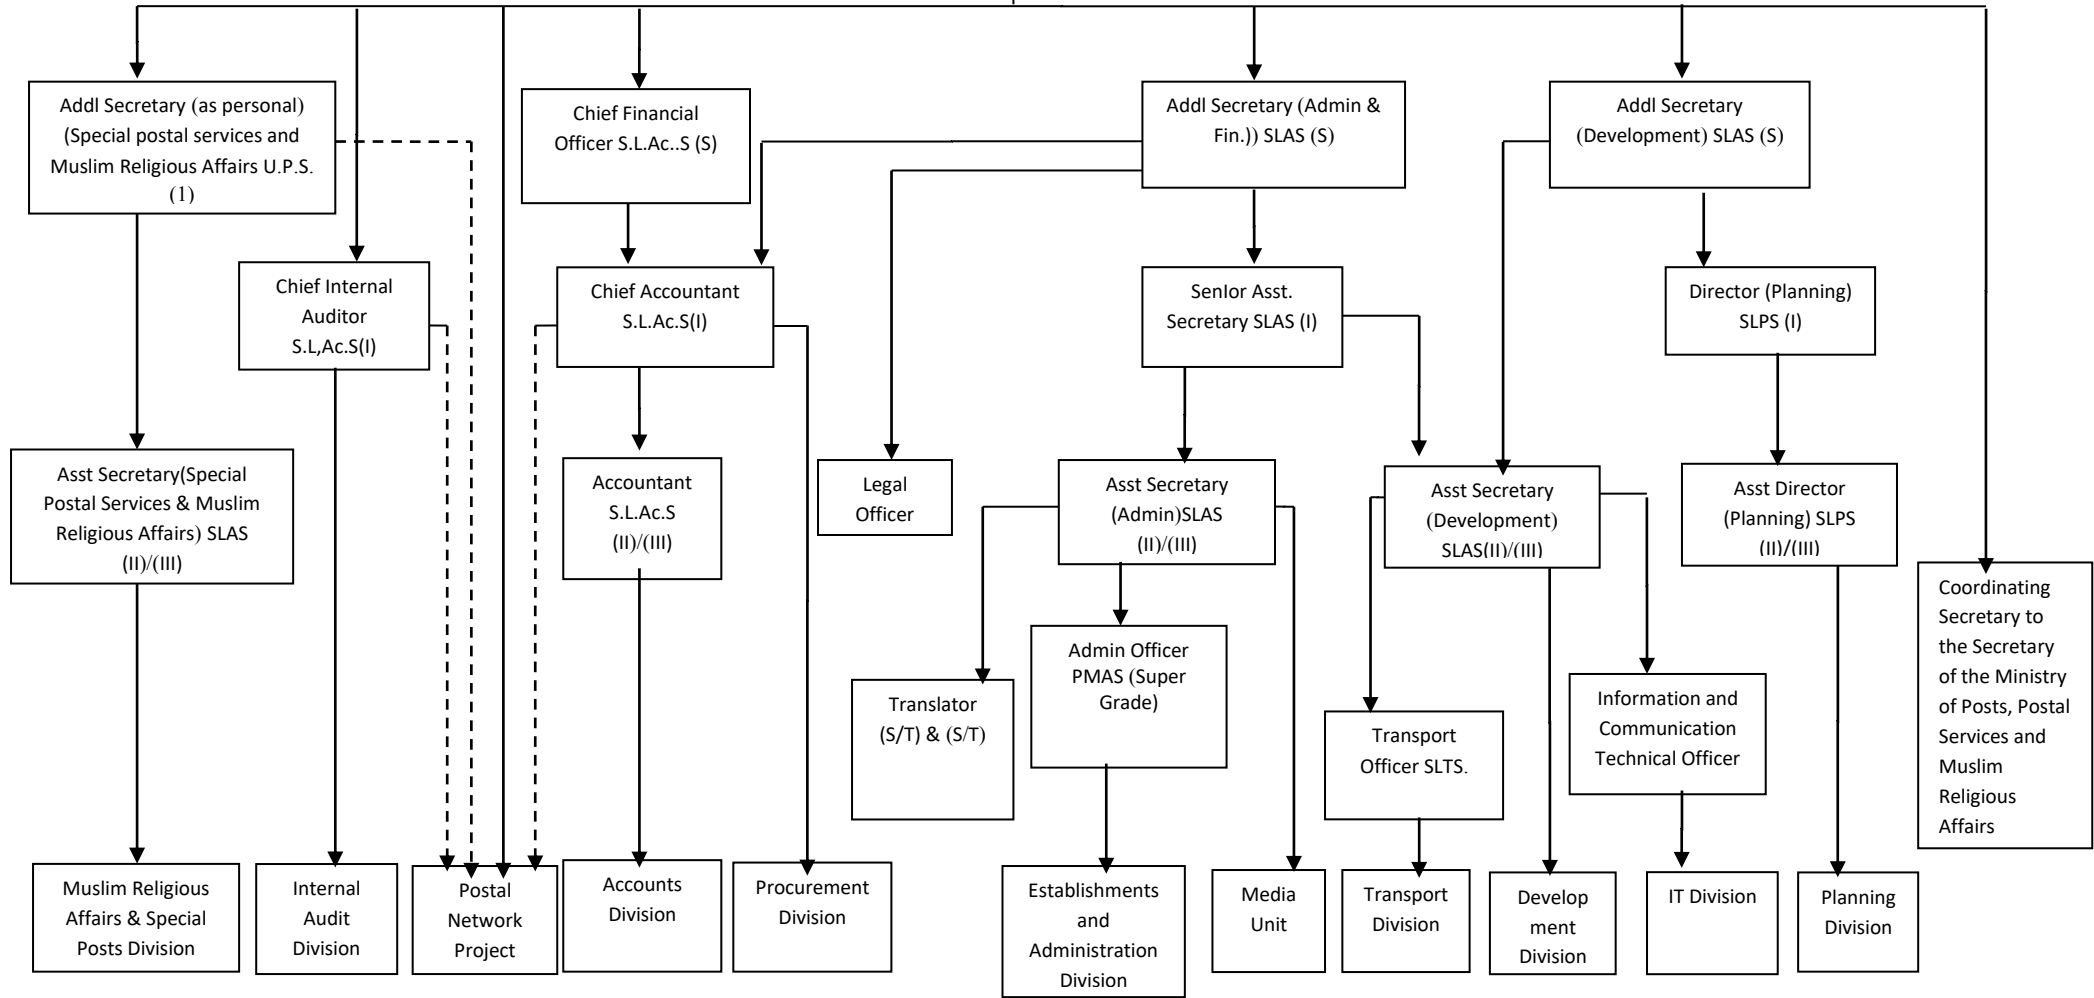 Addl Secretary (as personal)
(Special postal services and
Muslim Religious Affairs U.P.S.
(1)
Chief Financial
Officer S.L.Ac..S (S)
Addl Secretary (Admin &
Fin.)) SLAS (S)
Addl Secretary
(Development) SLAS (S)
Chief Internal
Auditor
S.L,Ac.S(I)
Chief Accountant
S.L.Ac.S(I)
SenIor Asst.
Secretary SLAS (I)
Director (Planning)
SLPS (I)
Asst Secretary(Special
Postal Services & Muslim
Religious Affairs) SLAS
(II)/(III)
Accountant
S.L.Ac.S
(II)/(III)
Legal
Officer
Asst Secretary
(Admin)SLAS
(II)/(III)
Asst Secretary
(Development)
SLAS(II)/(III)
Asst Director
(Planning) SLPS
(II)/(III)
Coordinating
Secretary to
the Secretary
of the Ministry
of Posts, Postal
Services and
Muslim
Religious
Affairs
Translator
(S/T) & (S/T)
Admin Officer
PMAS (Super
Grade)
Transport
Officer SLTS.
Information and
Communication
Technical Officer
Muslim Religious
Affairs & Special
Posts Division
Internal
Audit
Division
Postal
Network
Project
Accounts
Division
Procurement
Division
Establishments
and
Administration
Division
Media
Unit
Transport
Division
Develop
ment
Division
IT Division
Planning
Division